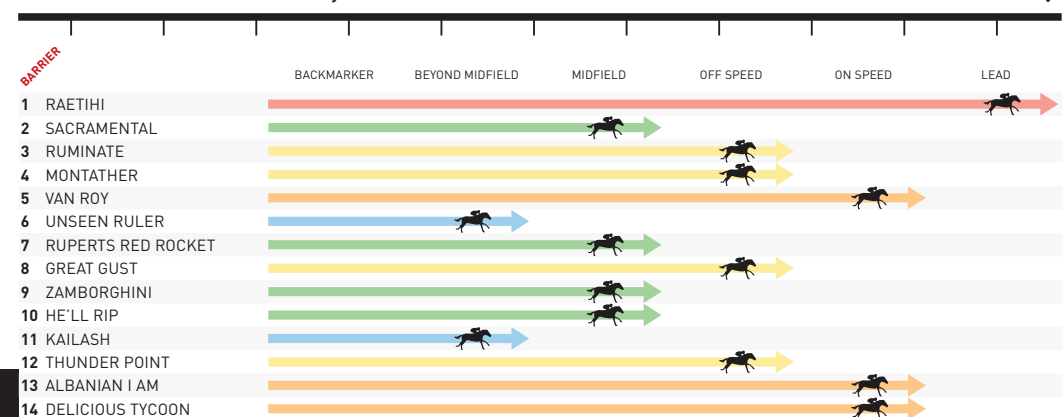 BARRIER
BACKMARKER BEYOND MIDFIELD MIDFIELD OFF SPEED ON SPEED LEAD
1 RAETIHI
2 SACRAMENTAL
3 RUMINATE
4 MONTATHER
5 VAN ROY
6 UNSEEN RULER
7 RUPERTS RED ROCKET
8 GREAT GUST
9 ZAMBORGHINI
10 HE'LL RIP
11 KAILASH
12 THUNDER POINT
13 ALBANIAN I AM
14 DELICIOUS TYCOON